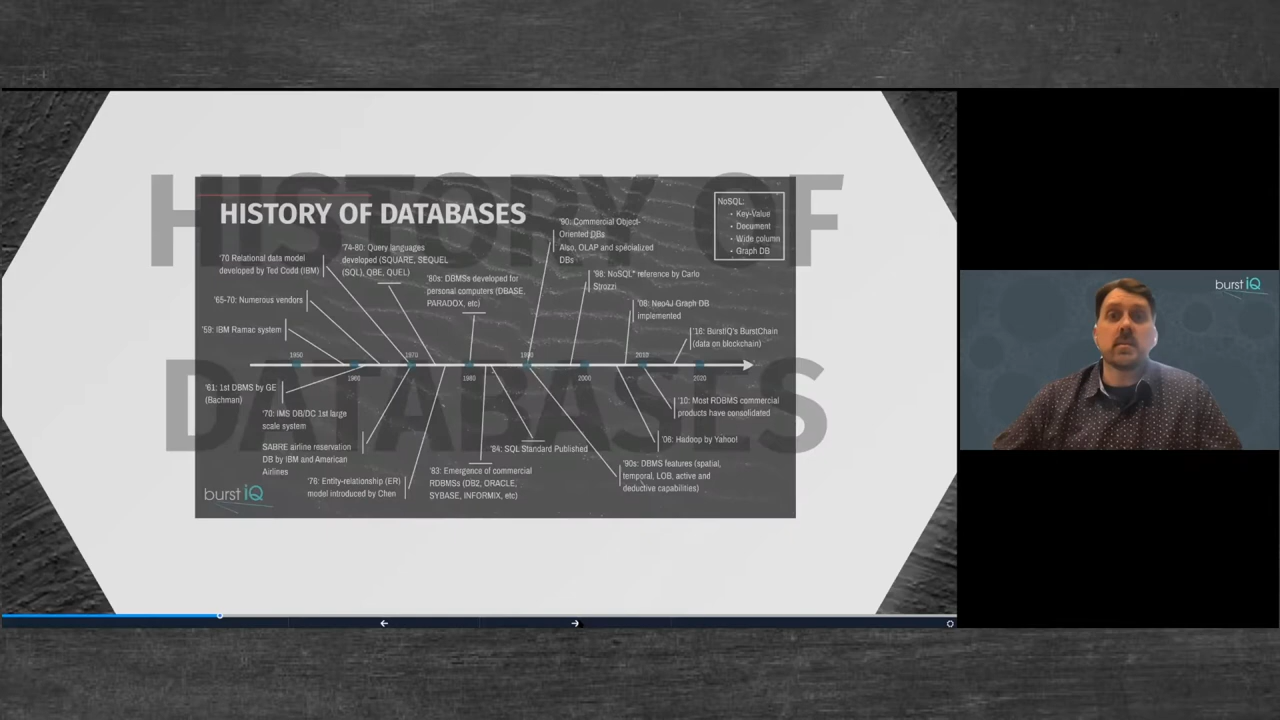 HISTORY OF
DATABASES
HISTORY OF DATABASES
NoSQL:
• Key-Value
• Document
• Wide column
• Graph DB
'70 Relational data model
developed by Ted Codd (IBM)
'74-80: Query languages
developed (SQUARE, SEQUEL
(SQL), QBE, QUEL)
'80s: DBMSs developed for
personal computers (DBASE,
PARADOX, etc)
'90: Commercial Object-
Oriented DBs
Also, OLAP and specialized
DBs
'98: NoSQL" reference by Carlo
Strozzi
'65-70: Numerous vendors
'08: Neo4J Graph DB
implemented
'59: IBM Ramac system
'16: BurstIQ's BurstChain
(data on blockchain)
1950
1970
1990
2010
1960
1980
2000
2020
'61: 1st DBMS by GE
(Bachman)
'70: IMS DB/DC 1st large
scale system
SABRE airline reservation
DB by IBM and American
Airlines
'76: Entity-relationship (ER)
model introduced by Chen
'83: Emergence of commercial
RDBMSs (DB2, ORACLE,
SYBASE, INFORMIX, etc)
'84: SQL Standard Published
'90s: DBMS features (spatial,
temporal, LOB, active and
deductive capabilities)
'06: Hadoop by Yahoo!
'10: Most RDBMS commercial
products have consolidated
burst iQ
burst iQ